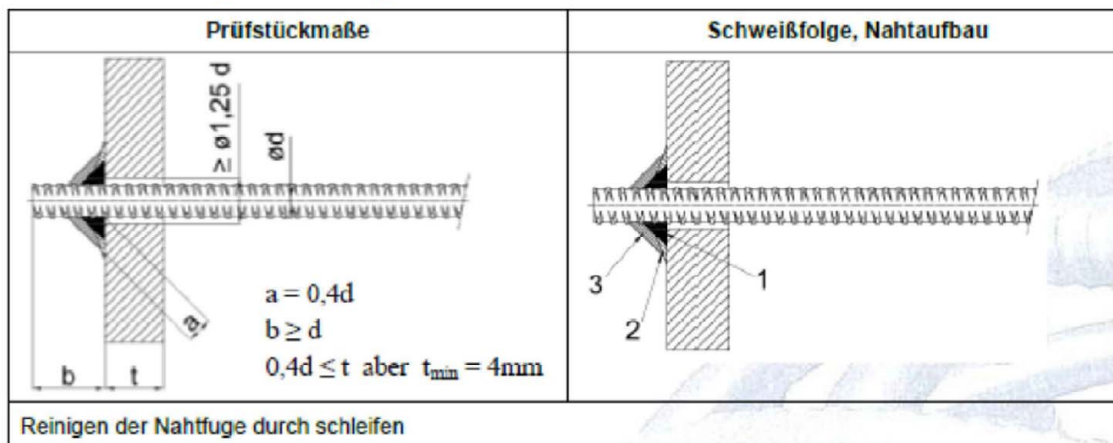 Prüfstückmaße
Schweißfolge, Nahtaufbau
≥ ø1,25 d
ød
a
b
t
a = 0,4d
b ≥ d
0,4d ≤ t aber tmin = 4mm
1
2
3
Reinigen der Nahtfuge durch schleifen